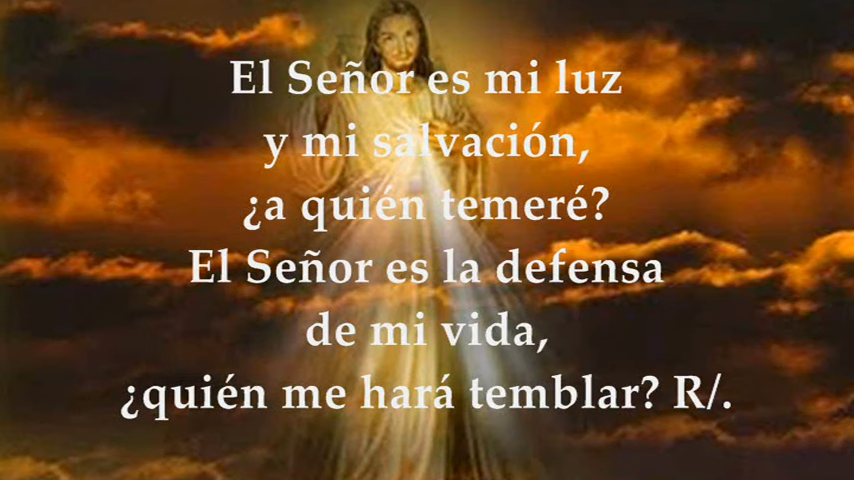 El Señor es mi luz
y mi salvación,
¿a quién temeré?
El Señor es la defensa
de mi vida,
¿quién me hará temblar? R/.